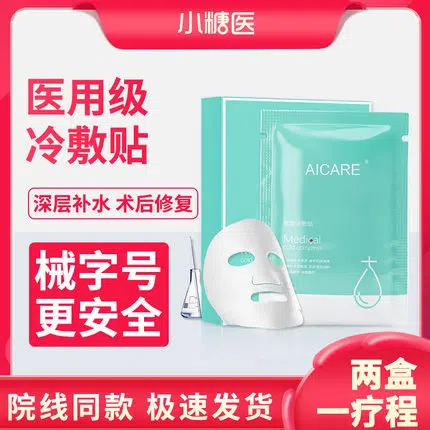 小糖医
医用级
冷敷贴
深层补水 术后修复
械字号
更安全
AICARE®
Medical
cold compress
两盒
一疗程
院线同款 极速发货